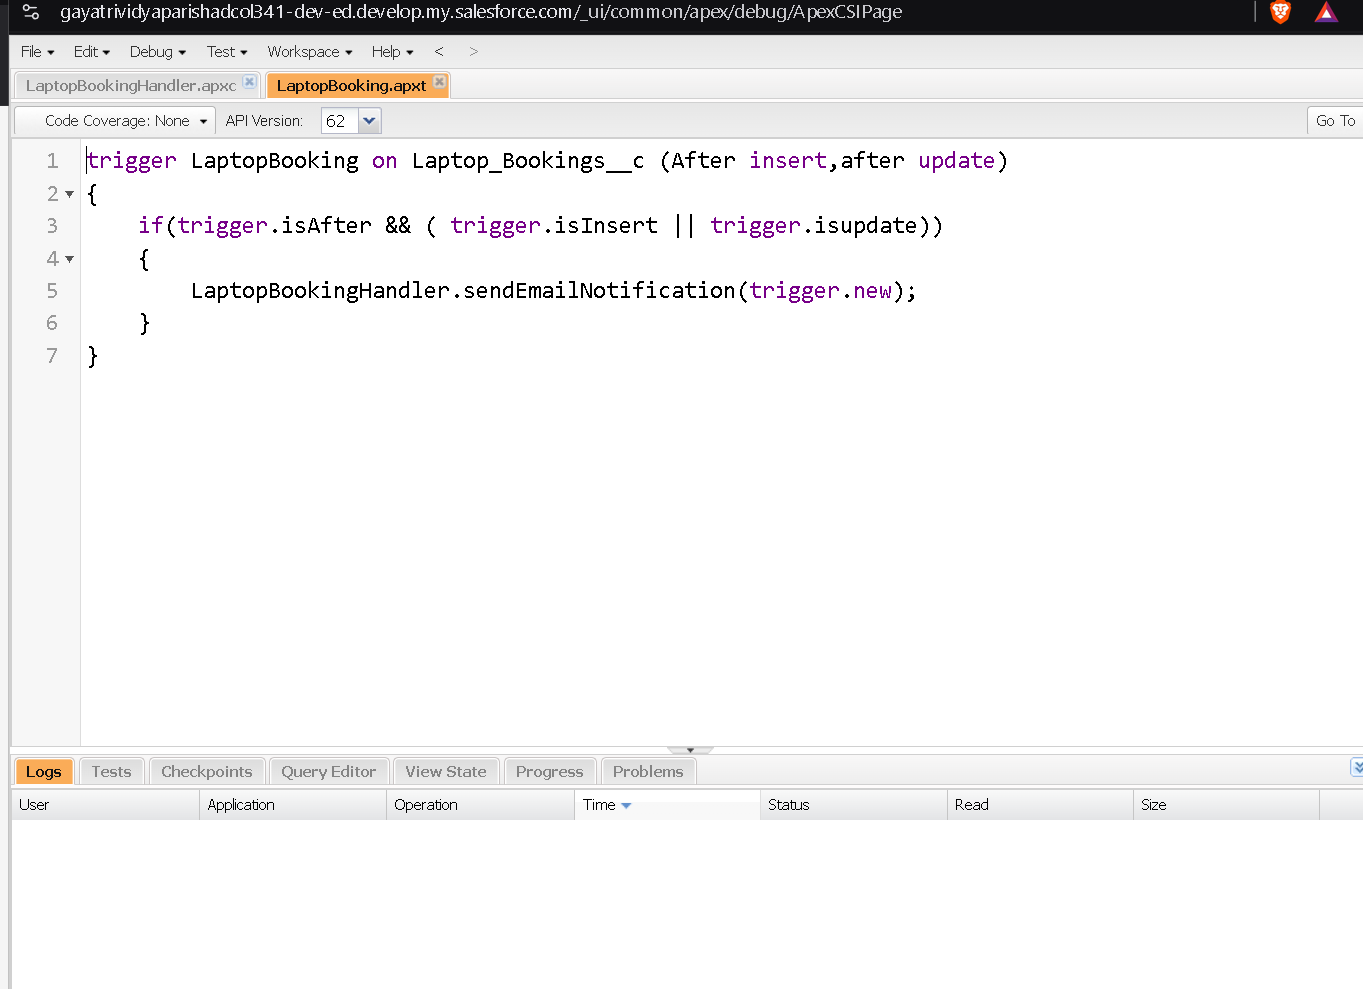 gayatrividyaparishadcol341-dev-ed.develop.my.salesforce.com/_ui/common/apex/debug/ApexCSIPage
File Edit Debug Test Workspace Help < >
LaptopBookingHandler.apxc LaptopBooking.apxt
Code Coverage: None API Version: 62 Go To
1 trigger LaptopBooking on Laptop_Bookings__c (After insert,after update)
2 {
3 if(trigger.isAfter && ( trigger.isInsert || trigger.isupdate))
4 {
5 LaptopBookingHandler.sendEmailNotification(trigger.new);
6 }
7 }
Logs Tests Checkpoints Query Editor View State Progress Problems
User Application Operation Time Status Read Size